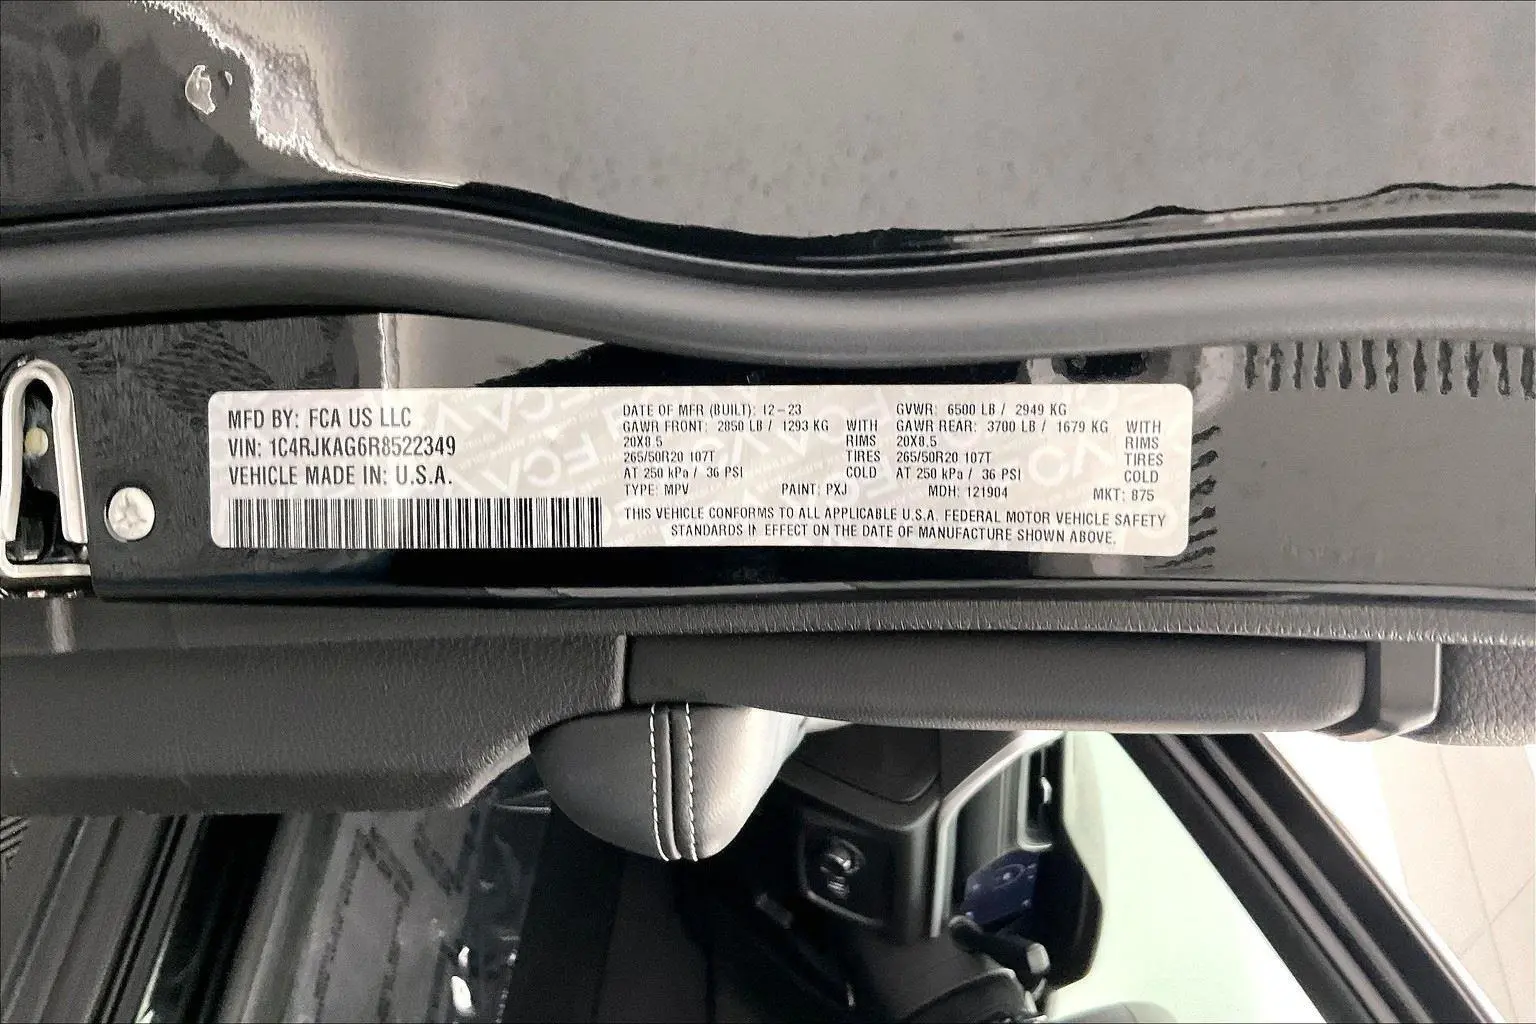 MFD BY: FCA US LLC
VIN: 1C4RJKAG6R8522349
VEHICLE MADE IN: U.S.A.
DATE OF MFR (BUILT): 12-23
GAWR FRONT: 2850 LB / 1293 KG WITH
20X8.5 RIMS
265/50R20 107T TIRES
AT 250 kPa / 36 PSI COLD
GVWR: 6500 LB / 2949 KG
GAWR REAR: 3700 LB / 1679 KG WITH
20X8.5 RIMS
265/50R20 107T TIRES
AT 250 kPa / 36 PSI COLD
TYPE: MPV PAINT: PXJ MDH: 121904 MKT: 875
THIS VEHICLE CONFORMS TO ALL APPLICABLE U.S.A. FEDERAL MOTOR VEHICLE SAFETY
STANDARDS IN EFFECT ON THE DATE OF MANUFACTURE SHOWN ABOVE.